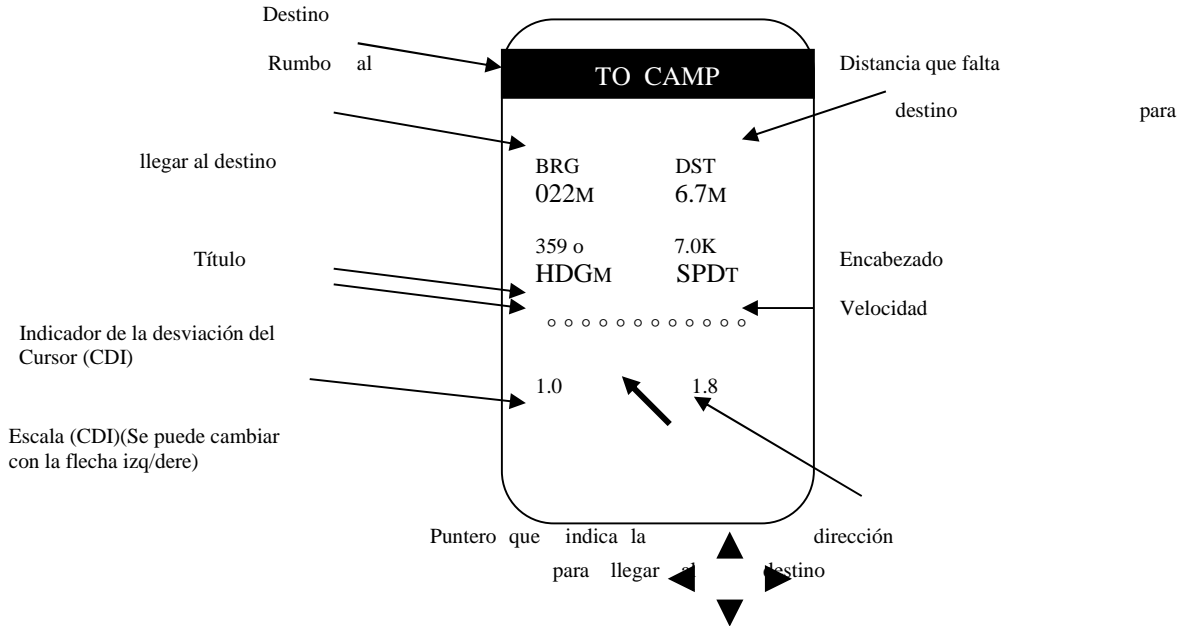 Destino
Rumbo al
TO CAMP
Distancia que falta
destino para
llegar al destino
BRG DST
022M 6.7M
359 o 7.0K
Título
HDGM SPDT
Encabezado
Velocidad
Indicador de la desviación del
Cursor (CDI)
1.0 1.8
Escala (CDI)(Se puede cambiar
con la flecha izq/dere)
Puntero que indica la dirección
para llegar al destino